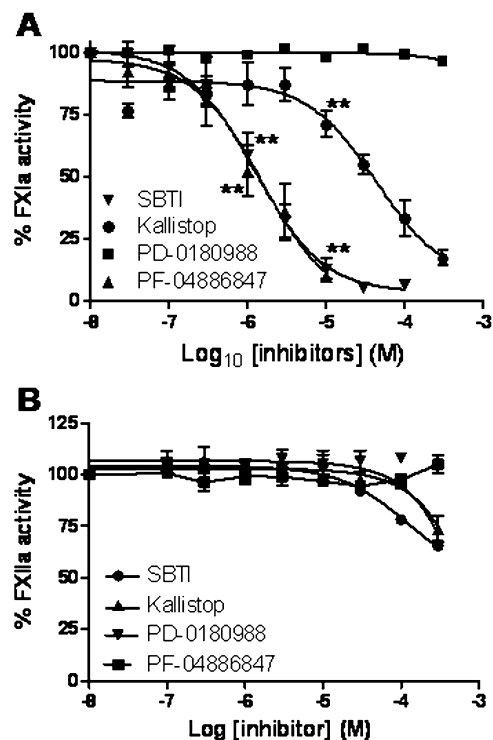 A
% FXIa activity
100
75
50
25
0
**
**
**
**
SBTI
Kallistop
PD-0180988
PF-04886847
-8 -7 -6 -5 -4 -3
Log10 [inhibitors] (M)
B
% FXIIa activity
125
100
75
50
25
0
SBTI
Kallistop
PD-0180988
PF-04886847
-8 -7 -6 -5 -4 -3
Log [inhibitor] (M)